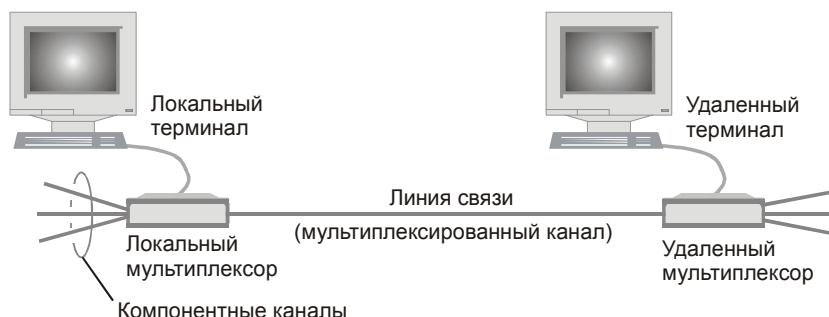 Локальный
терминал
Удаленный
терминал
Линия связи
(мультиплексированный канал)
Локальный
мультиплексор
Удаленный
мультиплексор
Компонентные каналы